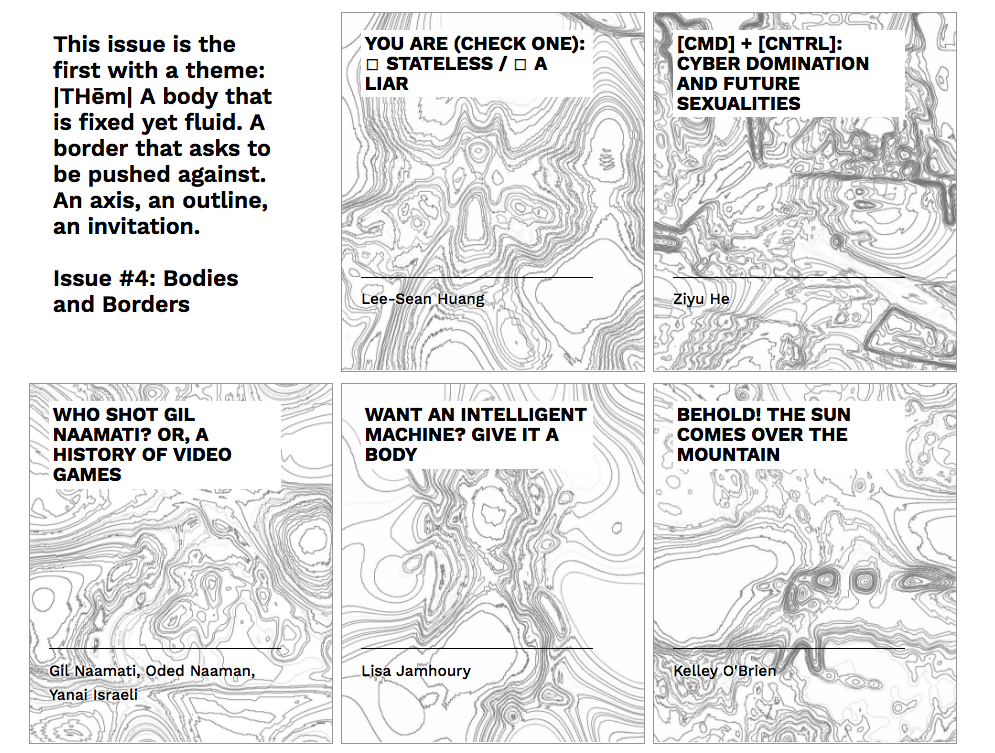 This issue is the
first with a theme:
|THēm| A body that
is fixed yet fluid. A
border that asks to
be pushed against.
An axis, an outline,
an invitation.
Issue #4: Bodies
and Borders
YOU ARE (CHECK ONE):
□ STATELESS / □ A
LIAR
Lee-Sean Huang
[CMD] + [CNTRL]:
CYBER DOMINATION
AND FUTURE
SEXUALITIES
Ziyu He
WHO SHOT GIL
NAAMATI? OR, A
HISTORY OF VIDEO
GAMES
Gil Naamati, Oded Naaman,
Yanai Israeli
WANT AN INTELLIGENT
MACHINE? GIVE IT A
BODY
Lisa Jamhoury
BEHOLD! THE SUN
COMES OVER THE
MOUNTAIN
Kelley O'Brien